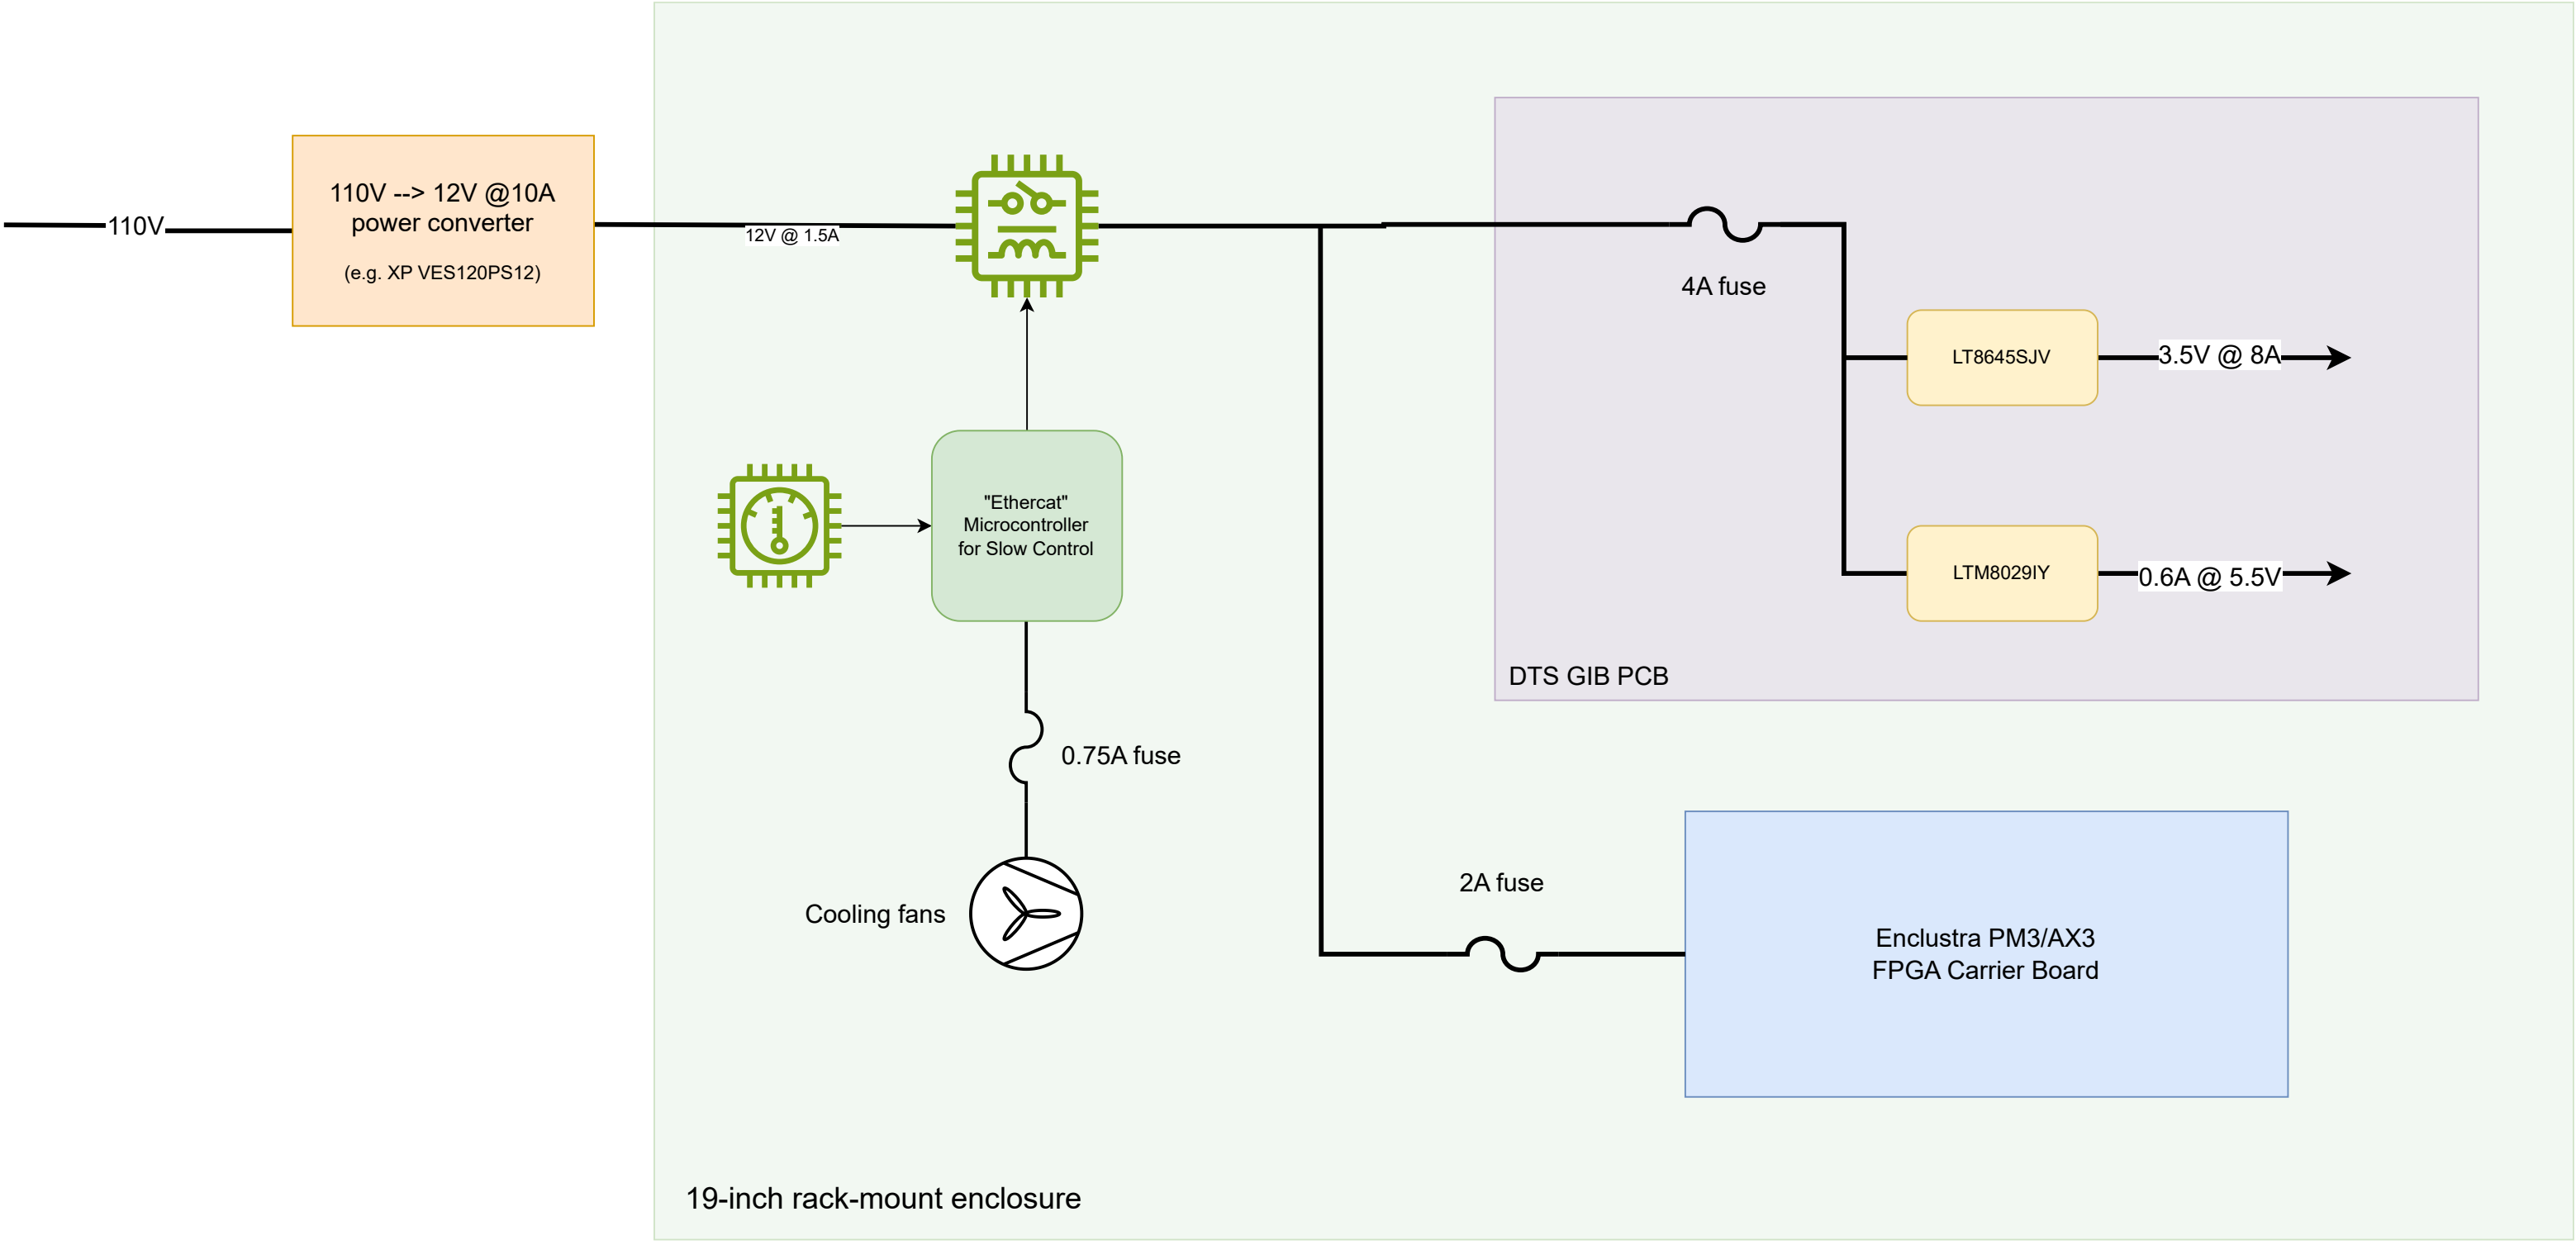 110V
110V --> 12V @10A
power converter
(e.g. XP VES120PS12)
12V @ 1.5A
4A fuse
LT8645SJV
3.5V @ 8A
"Ethercat"
Microcontroller
for Slow Control
LTM8029IY
0.6A @ 5.5V
DTS GIB PCB
0.75A fuse
Cooling fans
2A fuse
Enclustra PM3/AX3
FPGA Carrier Board
19-inch rack-mount enclosure